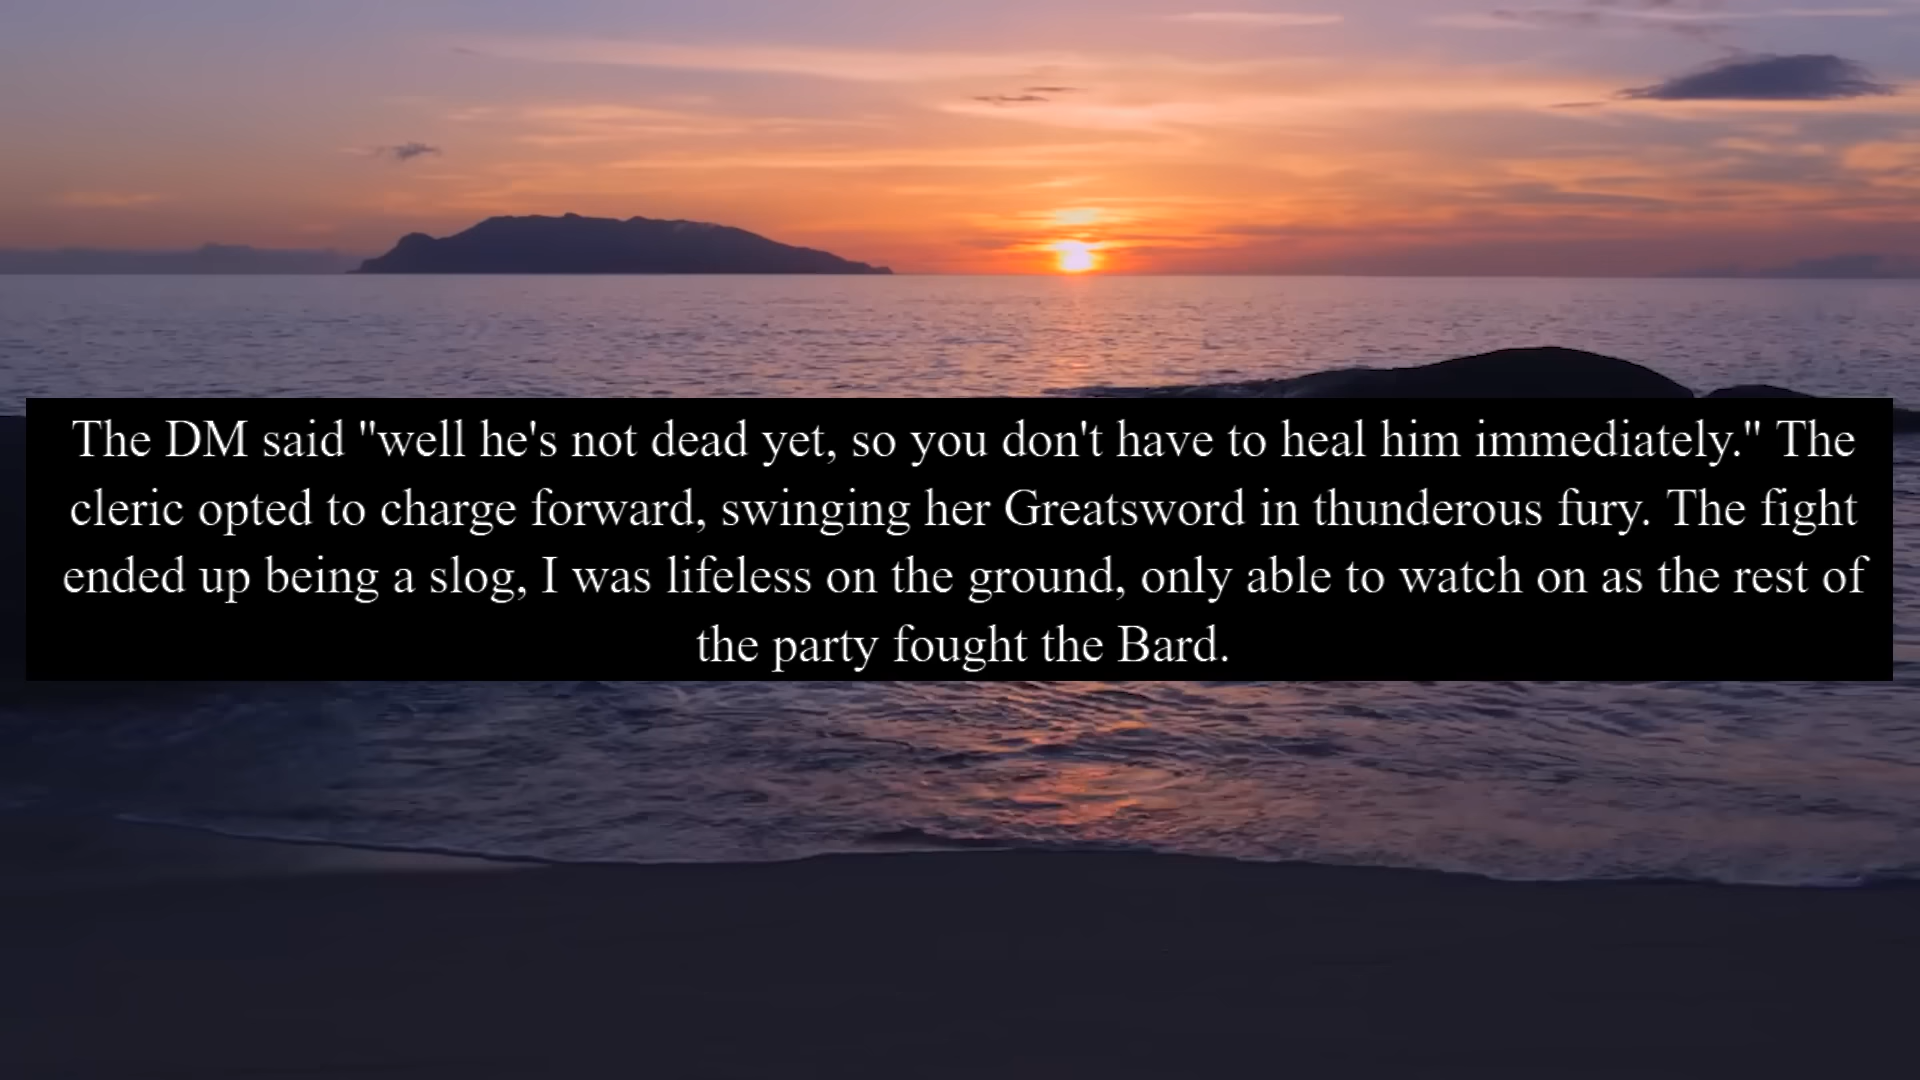 The DM said "well he's not dead yet, so you don't have to heal him immediately." The
cleric opted to charge forward, swinging her Greatsword in thunderous fury. The fight
ended up being a slog, I was lifeless on the ground, only able to watch on as the rest of
the party fought the Bard.